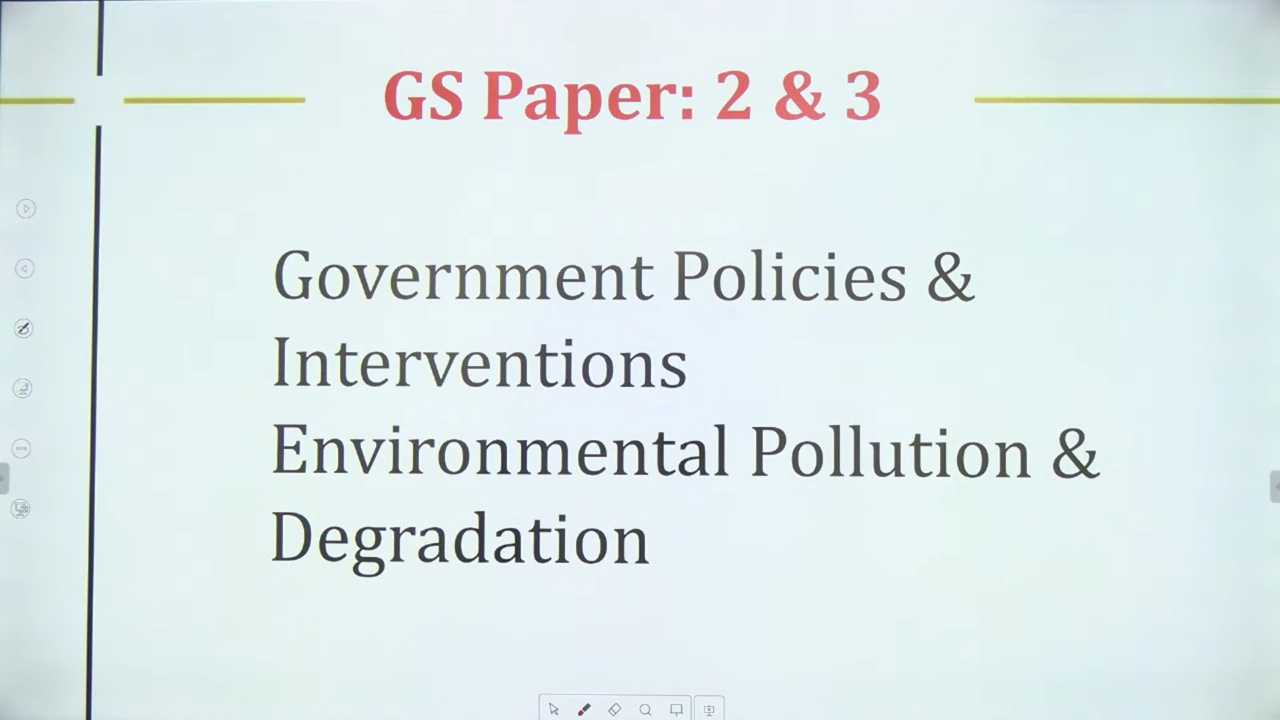 GS Paper: 2 & 3
Government Policies &
Interventions
Environmental Pollution &
Degradation